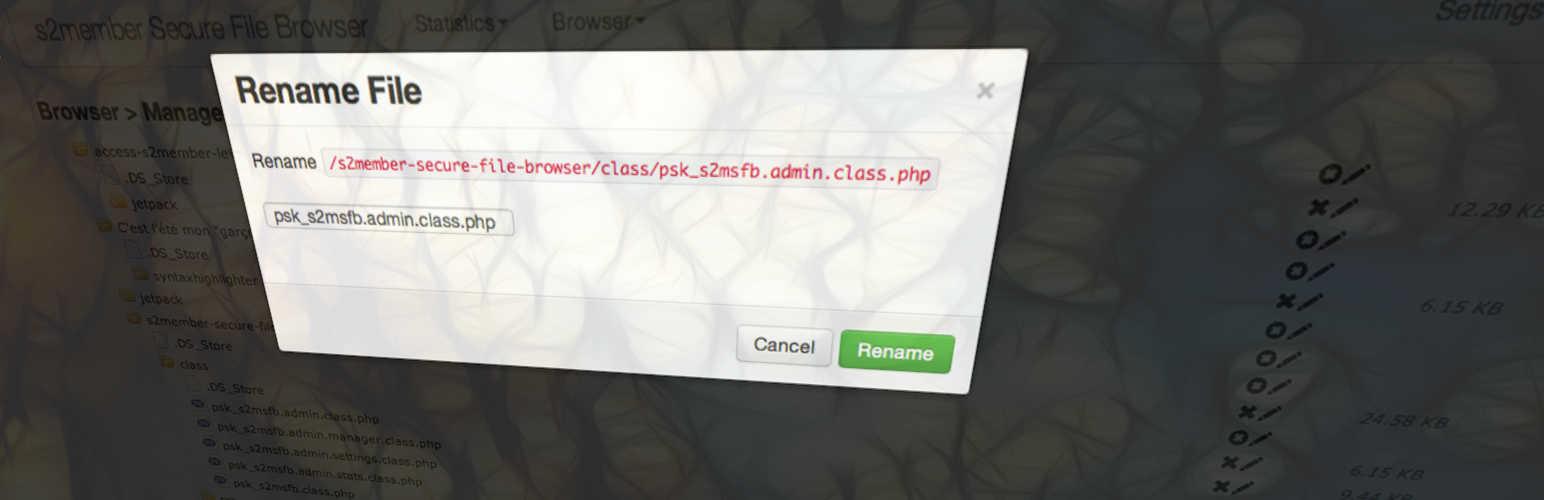 s2member Secure File Browser Statistics Browser Settings
Rename File ×
Browser > Manage
Rename /s2member-secure-file-browser/class/psk_s2msfb.admin.class.php
access-s2member-le
.DS_Store
jetpack
12.29 KB
psk_s2msfb.admin.class.php
C'est l'été mon "garç
.DS_Store
syntaxhighlighter
jetpack
6.15 KB
s2member-secure-fil
.DS_Store
Cancel Rename
class
.DS_Store
psk_s2msfb.admin.class.php
24.58 KB
psk_s2msfb.admin.manager.class.php
psk_s2msfb.admin.settings.class.php
psk_s2msfb.admin.stats.class.php
6.15 KB
psk_s2msfb.class.php
9.44 KB